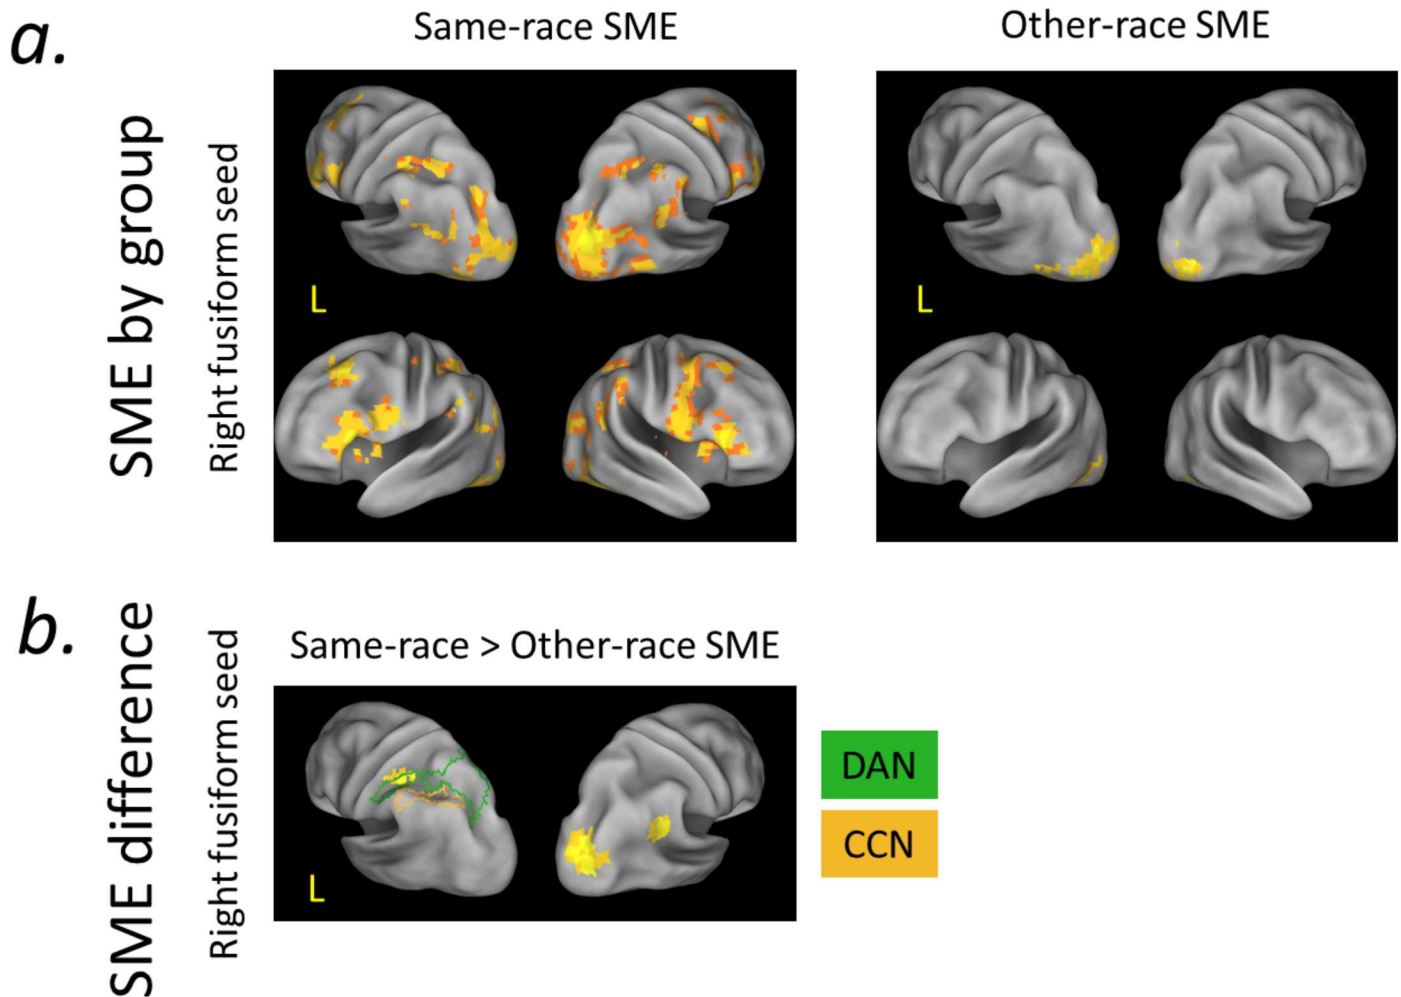 a.
Same-race SME
Other-race SME
SME by group
Right fusiform seed
L
L
b.
SME difference
Right fusiform seed
Same-race > Other-race SME
L
DAN
CCN